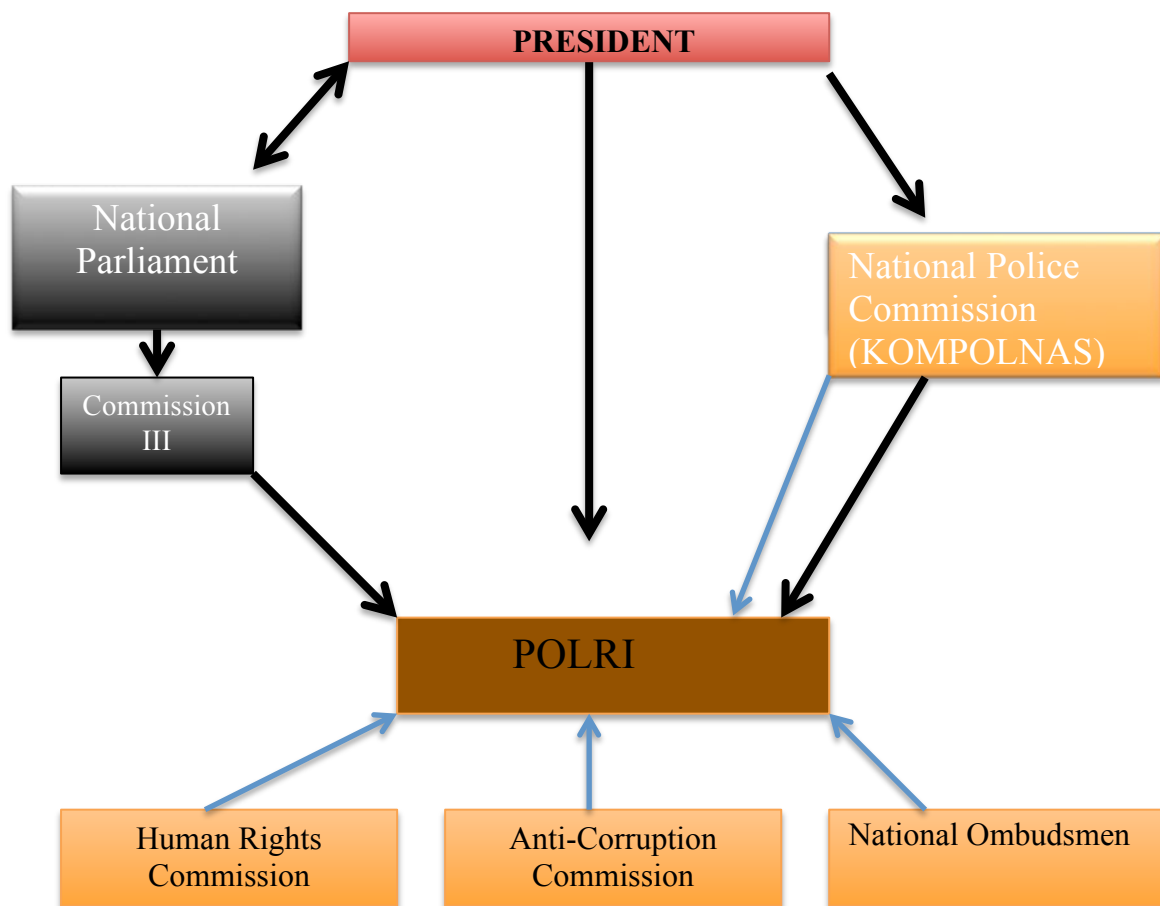 PRESIDENT
National
Parliament
National Police
Commission
(KOMPOLNAS)
Commission
III
POLRI
Human Rights
Commission
Anti-Corruption
Commission
National Ombudsmen